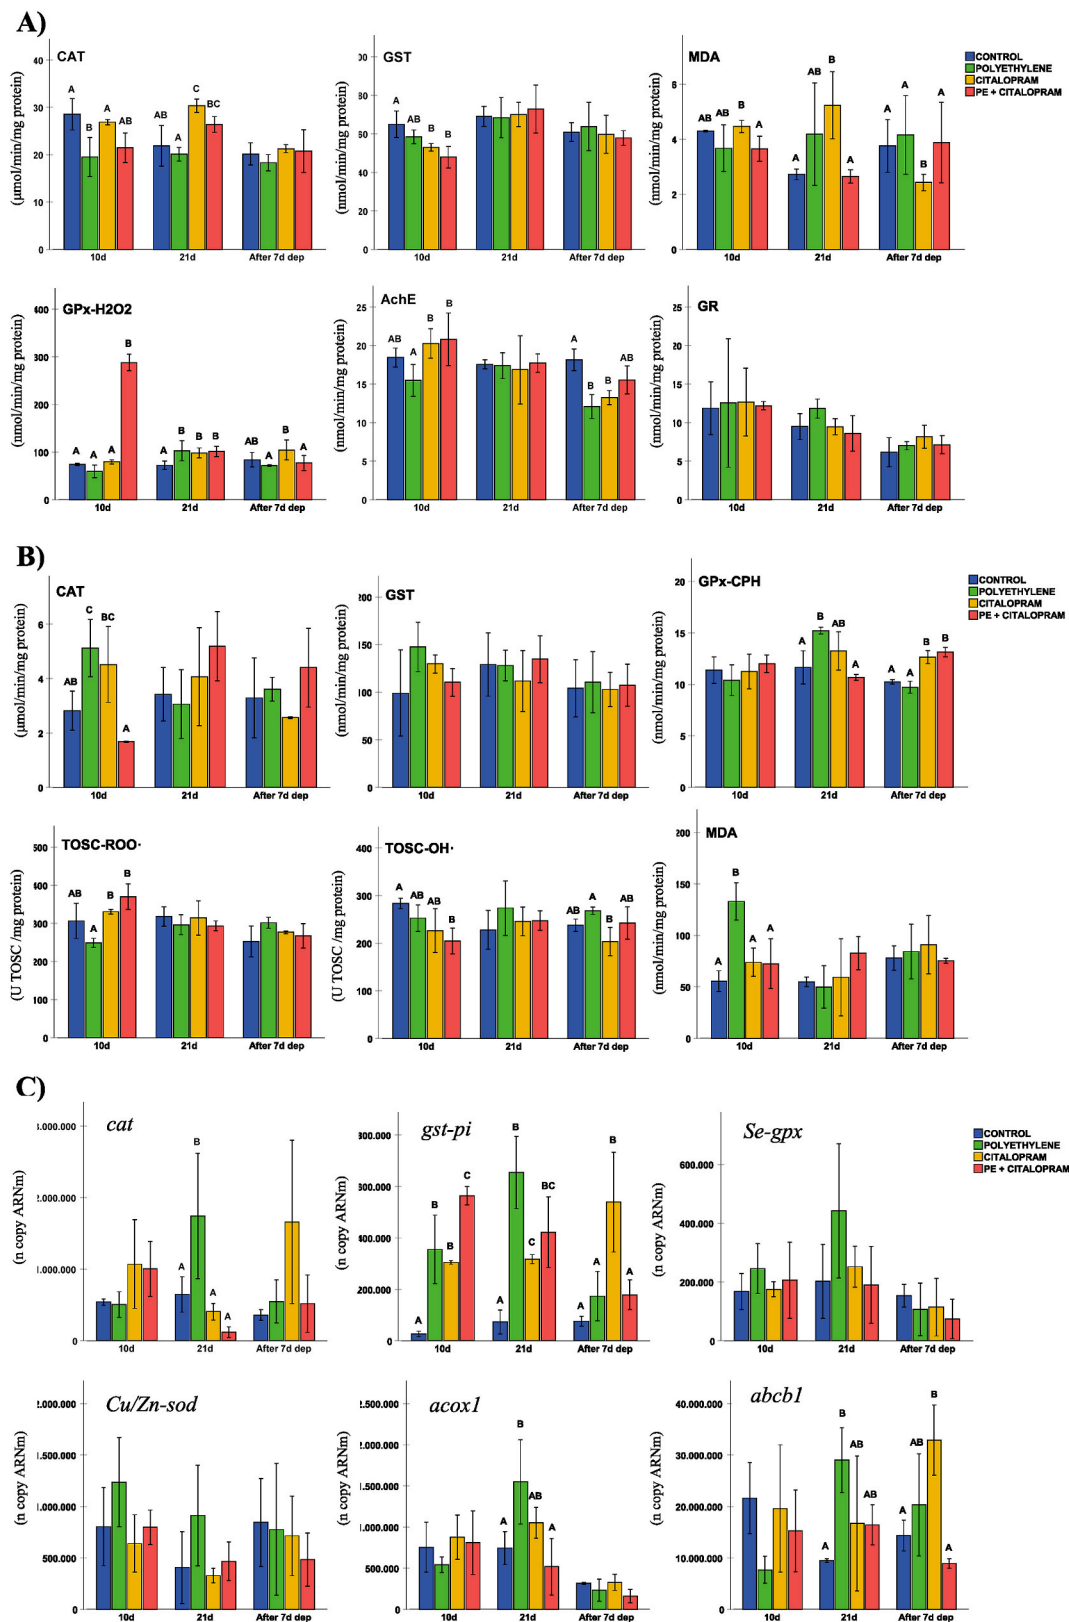 A)
CAT
GST
MDA
CONTROL
POLYETHYLENE
CITALOPRAM
PE + CITALOPRAM
(µmol/min/mg protein)
40
30
20
10
0
A B A AB
AB A C BC
10d 21d After 7d dep
(nmol/min/mg protein)
80
60
40
20
0
A AB B B
10d 21d After 7d dep
(nmol/min/mg protein)
6
4
2
0
AB AB B A
A AB B A
A A B A
10d 21d After 7d dep
GPx-H2O2
AchE
GR
(nmol/min/mg protein)
400
300
200
100
0
A A A B
A B B B
AB A B A
10d 21d After 7d dep
(nmol/min/mg protein)
25
20
15
10
5
0
AB A B B
A B B AB
10d 21d After 7d dep
(nmol/min/mg protein)
25
20
15
10
5
0
10d 21d After 7d dep
B)
CAT
GST
GPx-CPH
CONTROL
POLYETHYLENE
CITALOPRAM
PE + CITALOPRAM
(µmol/min/mg protein)
6
4
2
0
AB C BC A
10d 21d After 7d dep
(nmol/min/mg protein)
200
150
100
50
0
10d 21d After 7d dep
(nmol/min/mg protein)
20
15
10
5
0
A B AB A
A A B B
10d 21d After 7d dep
TOSC-ROO·
TOSC-OH·
MDA
(U TOSC /mg protein)
400
300
200
100
0
AB A B B
10d 21d After 7d dep
(U TOSC /mg protein)
400
300
200
100
0
A AB AB B
AB A B AB
10d 21d After 7d dep
(nmol/min/mg protein)
200
150
100
50
0
A B A A
10d 21d After 7d dep
C)
cat
gst-pi
Se-gpx
CONTROL
POLYETHYLENE
CITALOPRAM
PE + CITALOPRAM
(n copy ARNm)
0
A B A A
10d 21d After 7d dep
(n copy ARNm)
400.000
200.000
0
A B B C
A B C BC
A A B A
10d 21d After 7d dep
(n copy ARNm)
600.000
400.000
200.000
0
10d 21d After 7d dep
Cu/Zn-sod
acox1
abcb1
(n copy ARNm)
500.000
0
10d 21d After 7d dep
(n copy ARNm)
500.000
0
A B AB A
10d 21d After 7d dep
(n copy ARNm)
40.000
30.000
20.000
10.000
0
A B AB AB
A AB B A
10d 21d After 7d dep